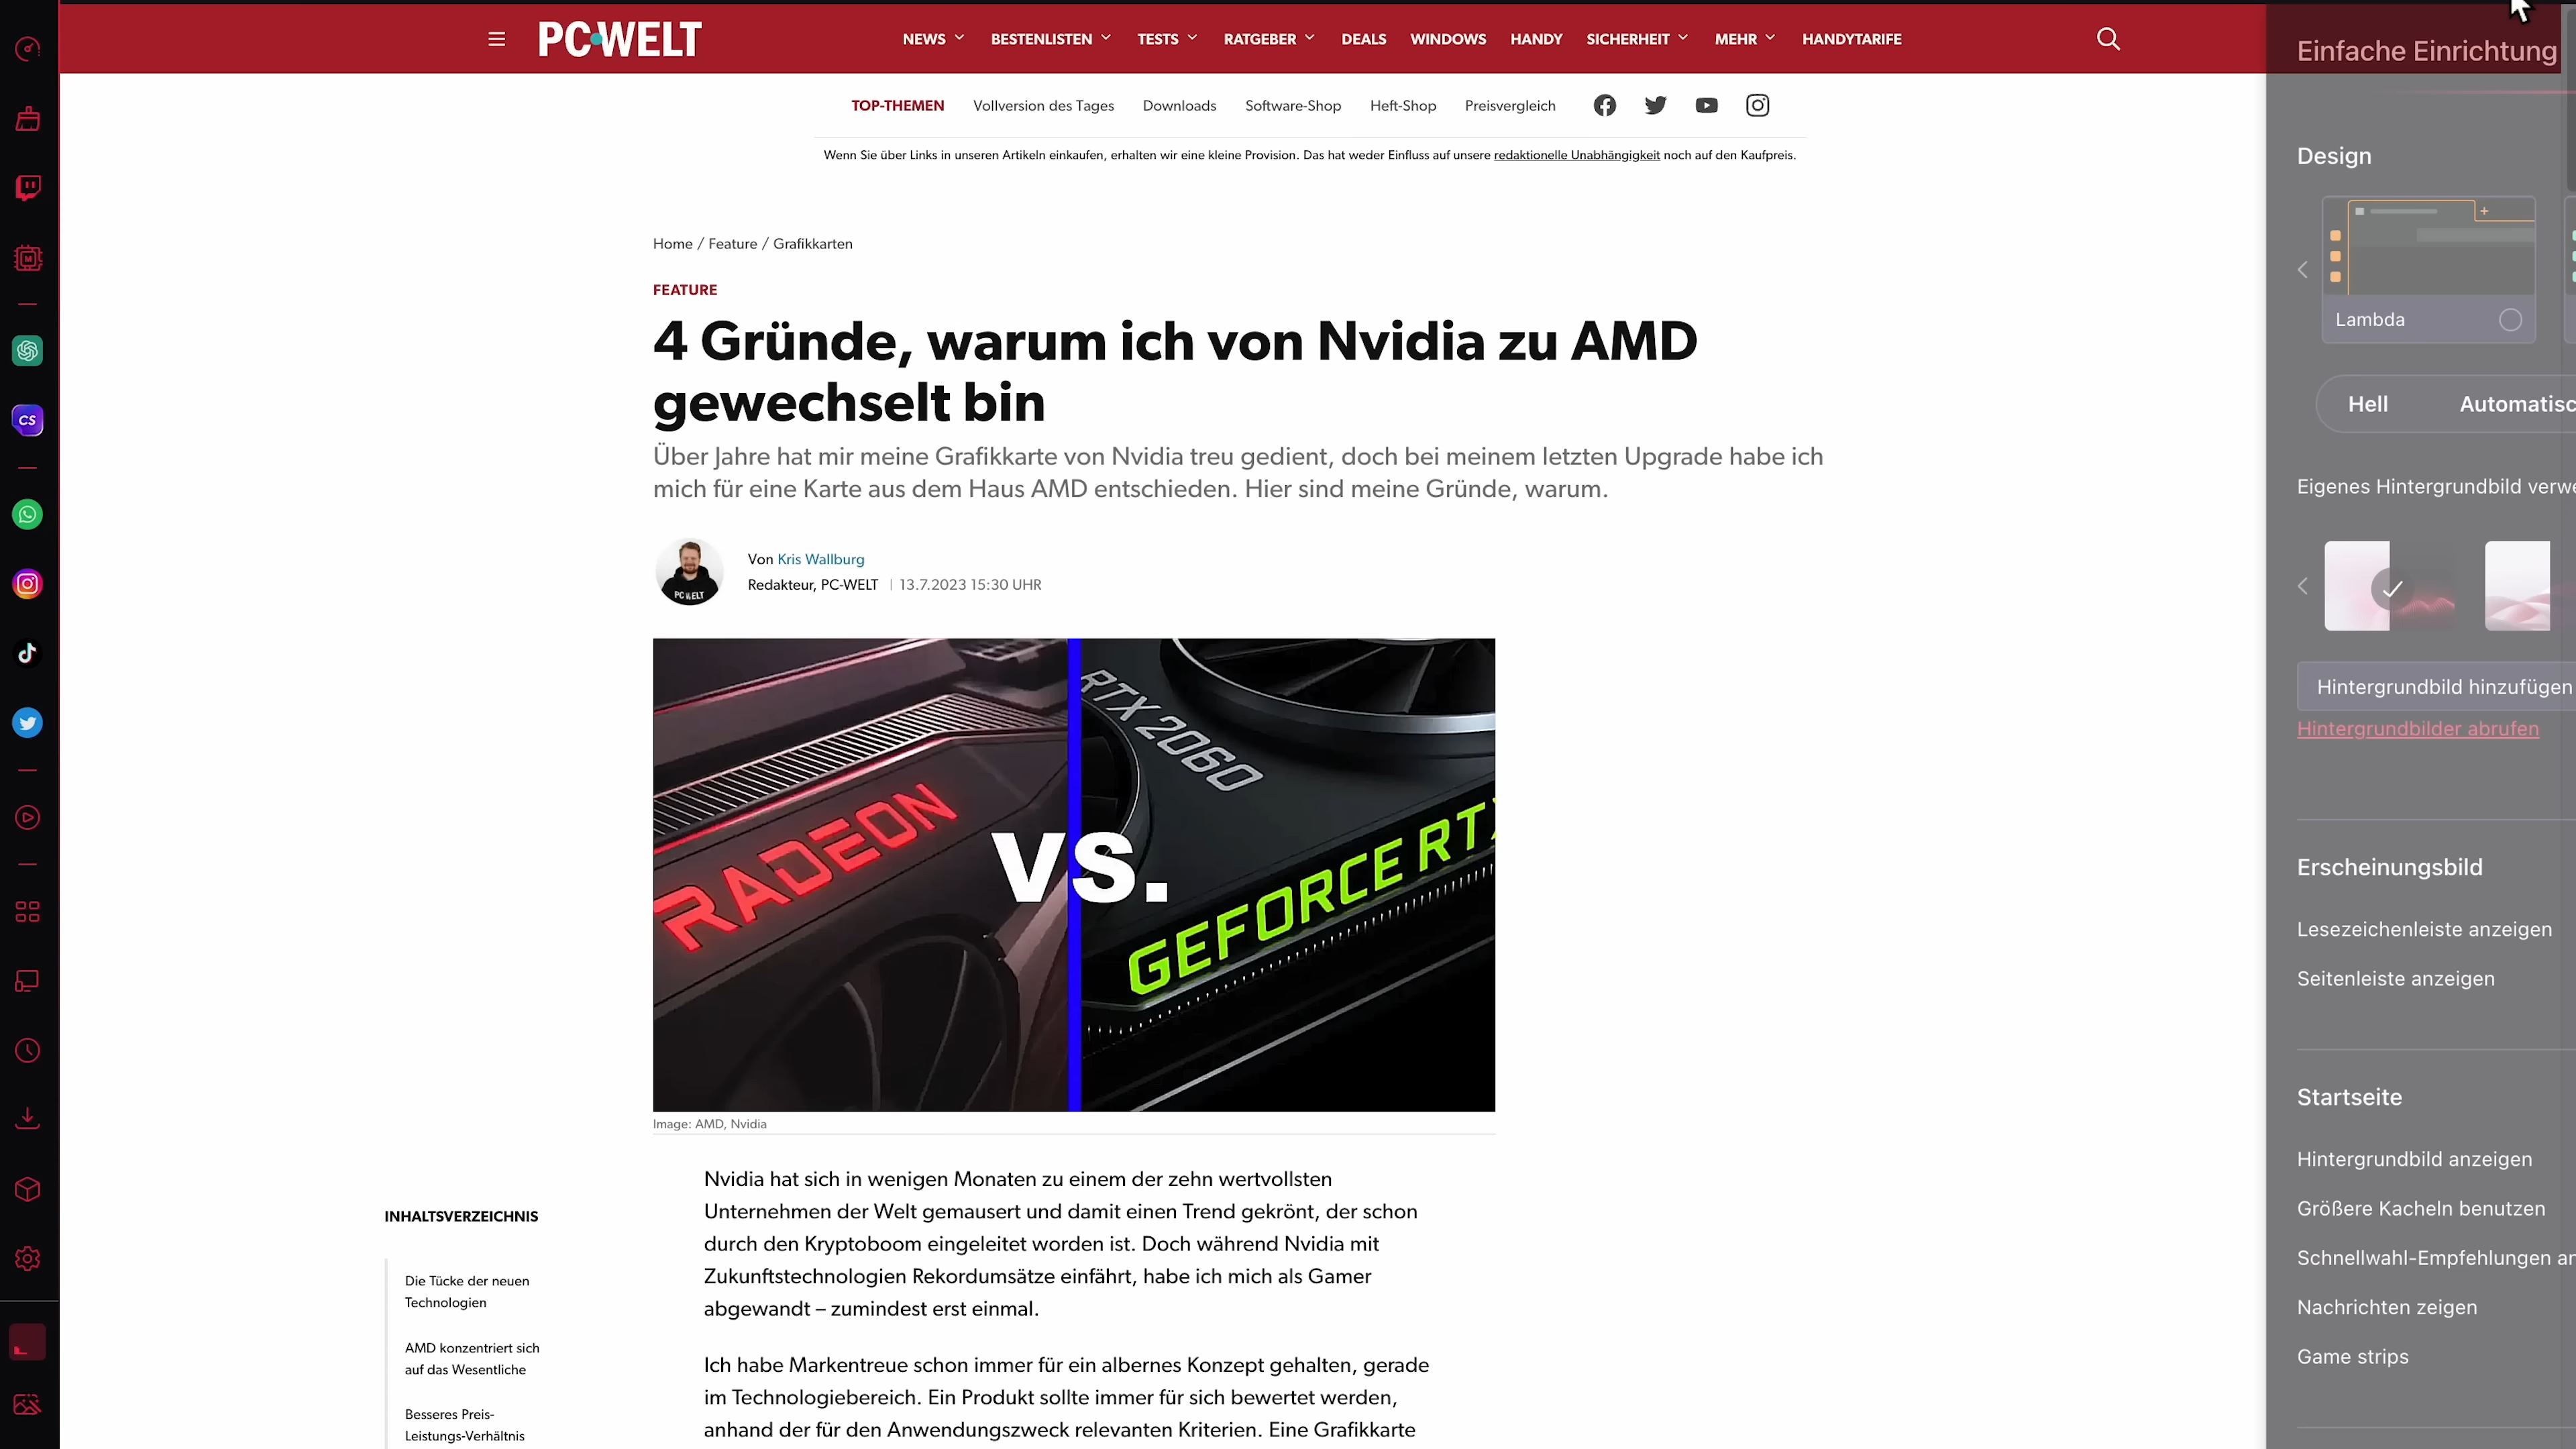 PC-WELT
NEWS
BESTENLISTEN
TESTS
RATGEBER
DEALS
WINDOWS
HANDY
SICHERHEIT
MEHR
HANDYTARIFE
TOP-THEMEN
Vollversion des Tages
Downloads
Software-Shop
Heft-Shop
Preisvergleich
Wenn Sie über Links in unseren Artikeln einkaufen, erhalten wir eine kleine Provision. Das hat weder Einfluss auf unsere redaktionelle Unabhängigkeit noch auf den Kaufpreis.
Home / Feature / Grafikkarten
FEATURE
4 Gründe, warum ich von Nvidia zu AMD
gewechselt bin
Über Jahre hat mir meine Grafikkarte von Nvidia treu gedient, doch bei meinem letzten Upgrade habe ich
mich für eine Karte aus dem Haus AMD entschieden. Hier sind meine Gründe, warum.
PC WELT
Von Kris Wallburg
Redakteur, PC-WELT | 13.7.2023 15:30 UHR
RADEON
VS.
RTX 2060
GEFORCE RTX
Image: AMD, Nvidia
INHALTSVERZEICHNIS
Die Tücke der neuen
Technologien
AMD konzentriert sich
auf das Wesentliche
Besseres Preis-
Leistungs-Verhältnis
Nvidia hat sich in wenigen Monaten zu einem der zehn wertvollsten
Unternehmen der Welt gemausert und damit einen Trend gekrönt, der schon
durch den Kryptoboom eingeleitet worden ist. Doch während Nvidia mit
Zukunftstechnologien Rekordumsätze einfährt, habe ich mich als Gamer
abgewandt – zumindest erst einmal.
Ich habe Markentreue schon immer für ein albernes Konzept gehalten, gerade
im Technologiebereich. Ein Produkt sollte immer für sich bewertet werden,
anhand der für den Anwendungszweck relevanten Kriterien. Eine Grafikkarte
CS
M
Einfache Einrichtung
Design
Lambda
Hell
Automatisc
Eigenes Hintergrundbild verwe
Hintergrundbild hinzufügen
Hintergrundbilder abrufen
Erscheinungsbild
Lesezeichenleiste anzeigen
Seitenleiste anzeigen
Startseite
Hintergrundbild anzeigen
Größere Kacheln benutzen
Schnellwahl-Empfehlungen an
Nachrichten zeigen
Game strips